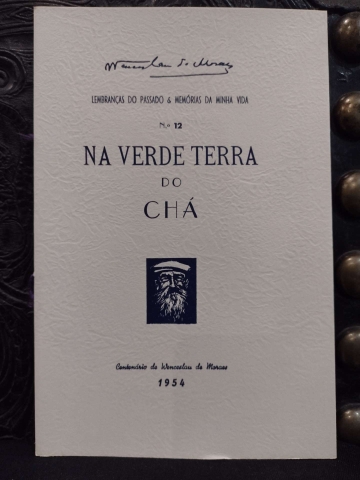 Wenceslau de Moraes
LEMBRANÇAS DO PASSADO & MEMÓRIAS DA MINHA VIDA
N.o 12
NA VERDE TERRA
DO
CHÁ
Centenário de Wenceslau de Moraes
1954